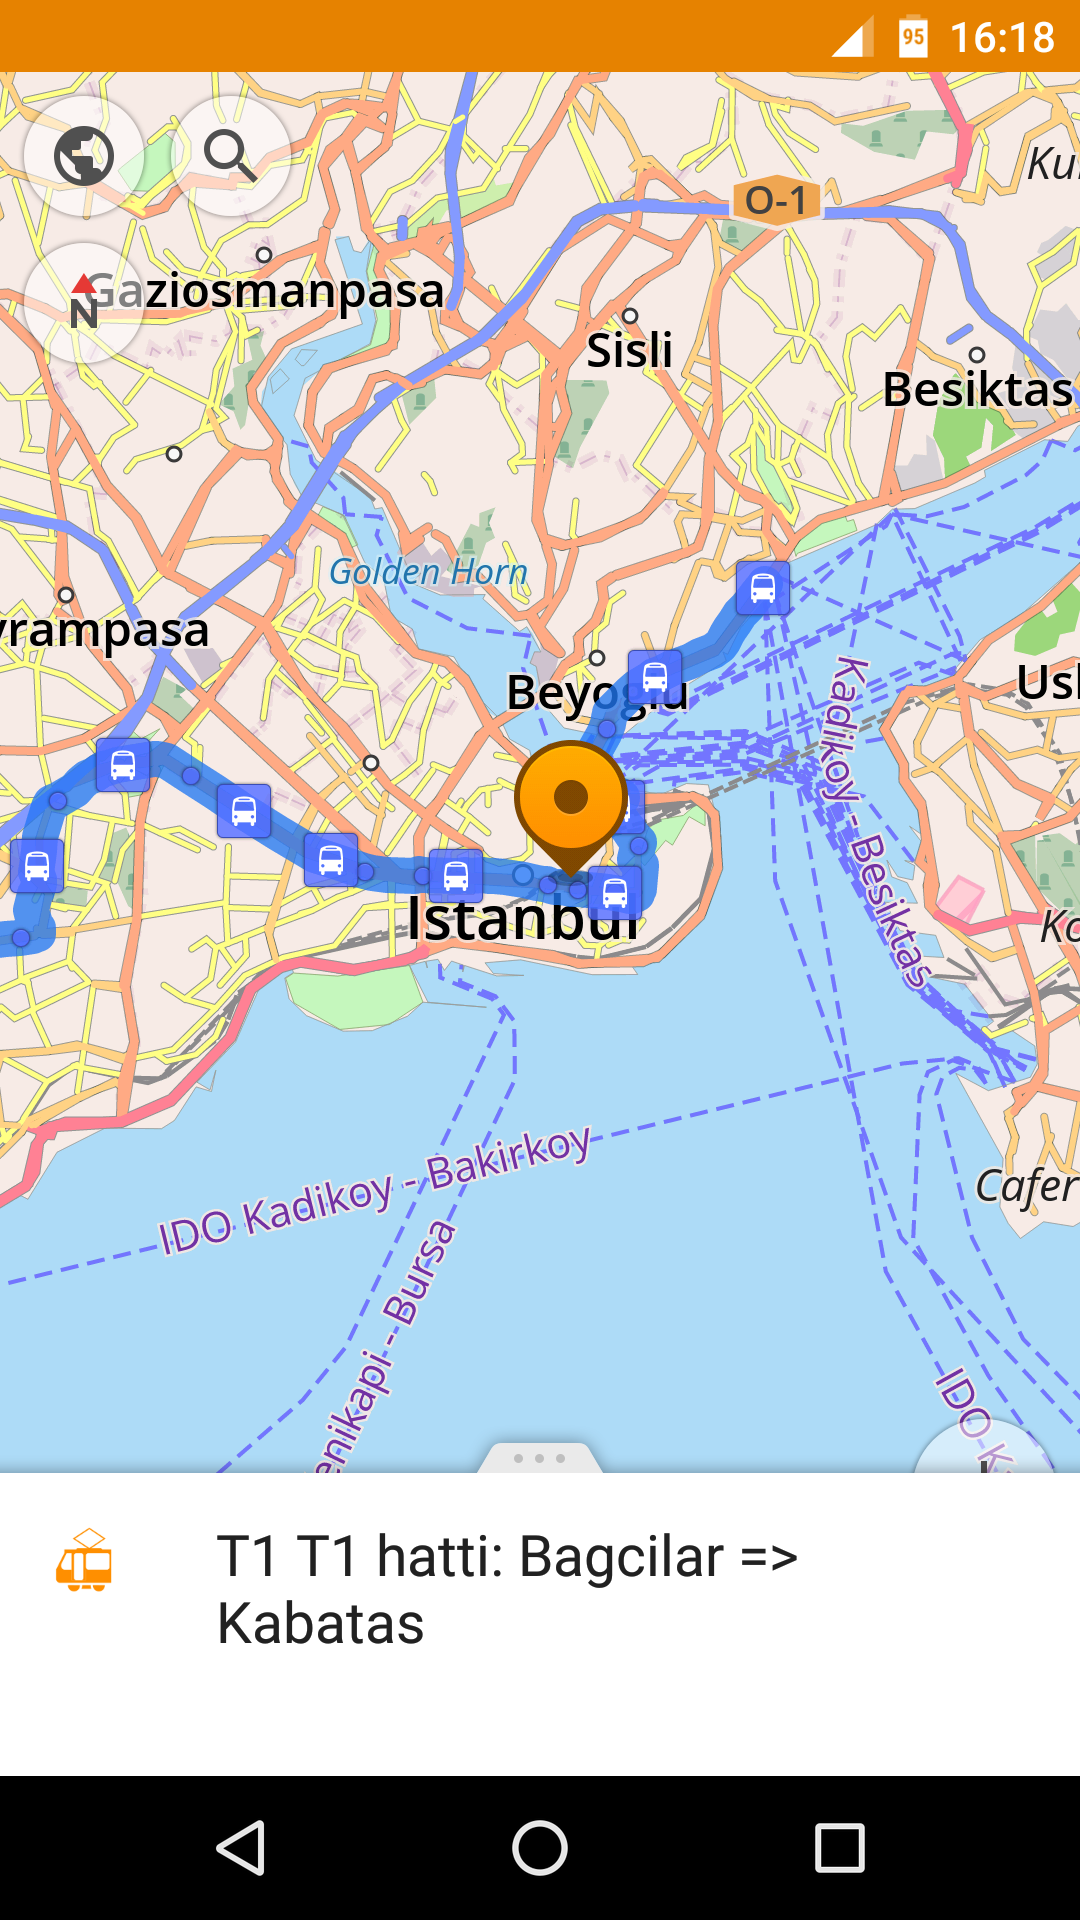 95 16:18
O-1
Ku
Gaziosmanpasa
N
Sisli
Besiktas
Golden Horn
yrampasa
Beyoglu
Usk
Kadikoy - Besiktas
Istanbul
Ko
IDO Kadikoy - Bakirkoy
Cafer
enikapi - Bursa
IDO K
T1 T1 hatti: Bagcilar =>
Kabatas